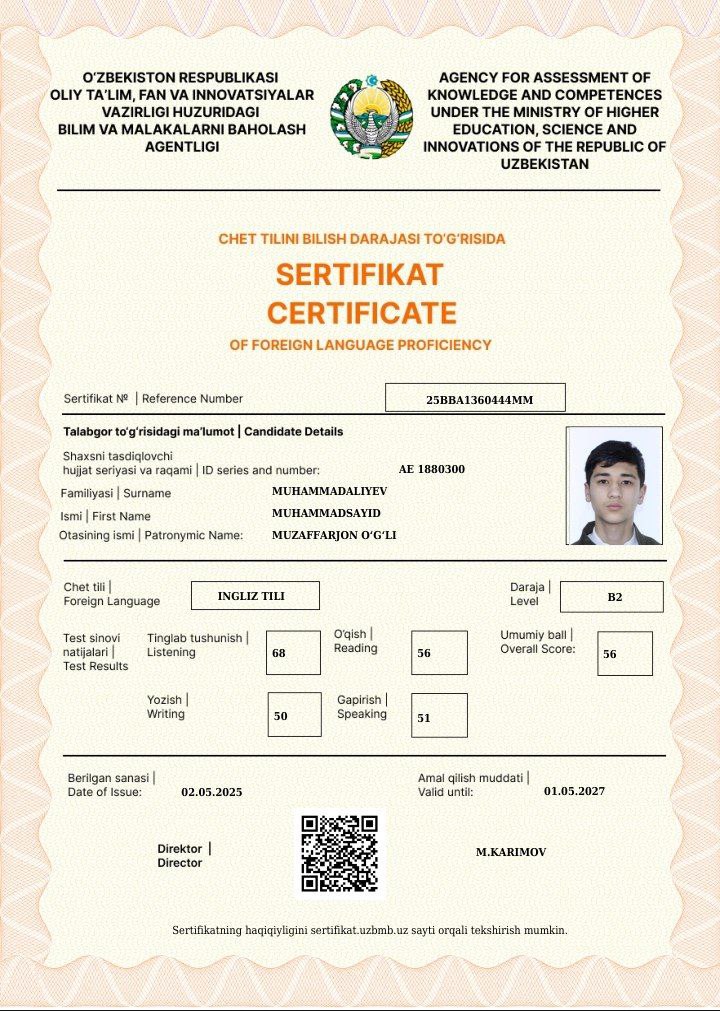 O‘ZBEKISTON RESPUBLIKASI
OLIY TA’LIM, FAN VA INNOVATSIYALAR
VAZIRLIGI HUZURIDAGI
BILIM VA MALAKALARNI BAHOLASH
AGENTLIGI
AGENCY FOR ASSESSMENT OF
KNOWLEDGE AND COMPETENCES
UNDER THE MINISTRY OF HIGHER
EDUCATION, SCIENCE AND
INNOVATIONS OF THE REPUBLIC OF
UZBEKISTAN
CHET TILINI BILISH DARAJASI TO‘G‘RISIDA
SERTIFIKAT
CERTIFICATE
OF FOREIGN LANGUAGE PROFICIENCY
Sertifikat № | Reference Number 25BBA1360444MM
Talabgor to‘g‘risidagi ma’lumot | Candidate Details
Shaxsni tasdiqlovchi
hujjat seriyasi va raqami | ID series and number: AE 1880300
Familiyasi | Surname MUHAMMADALIYEV
Ismi | First Name MUHAMMADSAYID
Otasining ismi | Patronymic Name: MUZAFFARJON O‘G‘LI
Chet tili |
Foreign Language
INGLIZ TILI
Daraja |
Level
B2
Test sinovi
natijalari |
Test Results
Tinglab tushunish |
Listening
68
O‘qish |
Reading
56
Umumiy ball |
Overall Score:
56
Yozish |
Writing
50
Gapirish |
Speaking
51
Berilgan sanasi |
Date of Issue: 02.05.2025
Amal qilish muddati |
Valid until: 01.05.2027
Direktor |
Director
M.KARIMOV
Sertifikatning haqiqiyligini sertifikat.uzbmb.uz sayti orqali tekshirish mumkin.